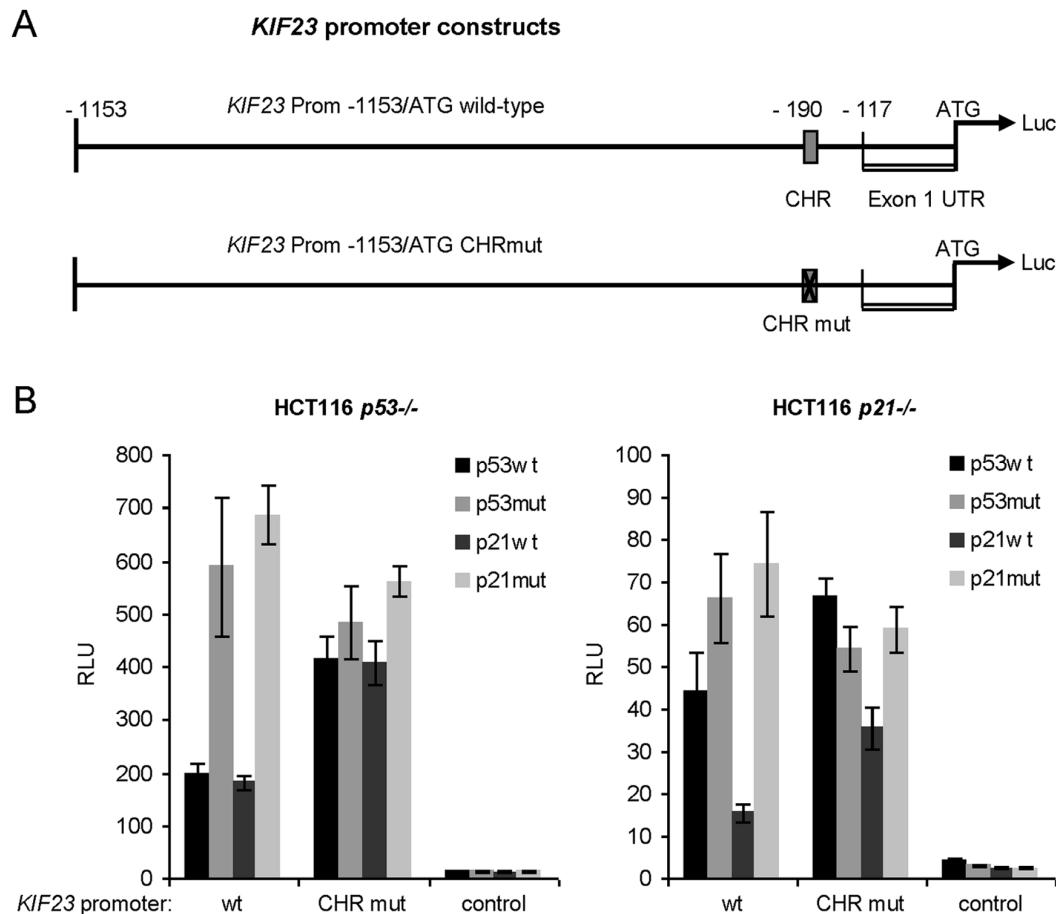 A
KIF23 promoter constructs
- 1153
KIF23 Prom -1153/ATG wild-type
- 190
- 117
ATG
Luc
CHR
Exon 1 UTR
KIF23 Prom -1153/ATG CHRmut
ATG
Luc
CHR mut
B
HCT116 p53-/-
800
700
600
500
400
300
200
100
0
RLU
p53w t
p53mut
p21w t
p21mut
KIF23 promoter:
wt
CHR mut
control
HCT116 p21-/-
100
90
80
70
60
50
40
30
20
10
0
RLU
p53w t
p53mut
p21w t
p21mut
wt
CHR mut
control